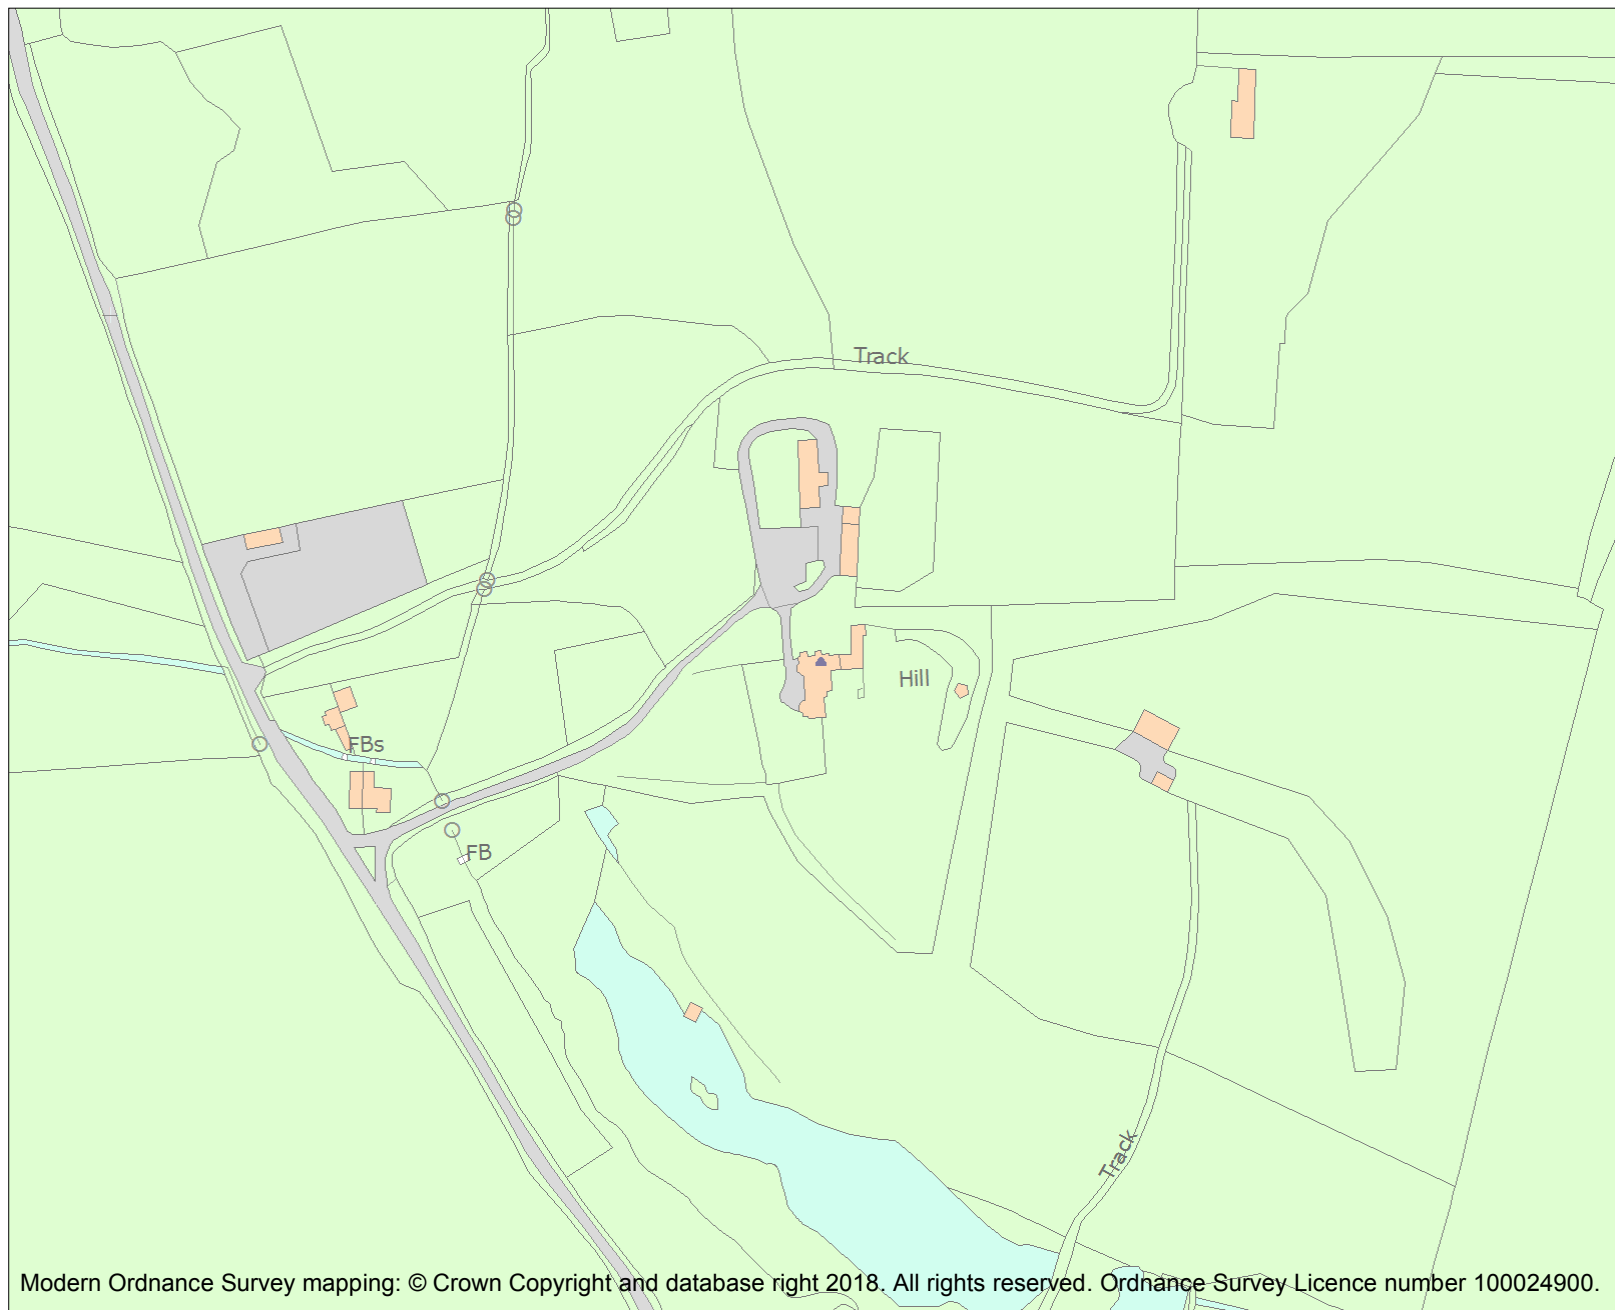 Track
Hill
FBs
FB
Track
Modern Ordnance Survey mapping: © Crown Copyright and database right 2018. All rights reserved. Ordnance Survey Licence number 100024900.